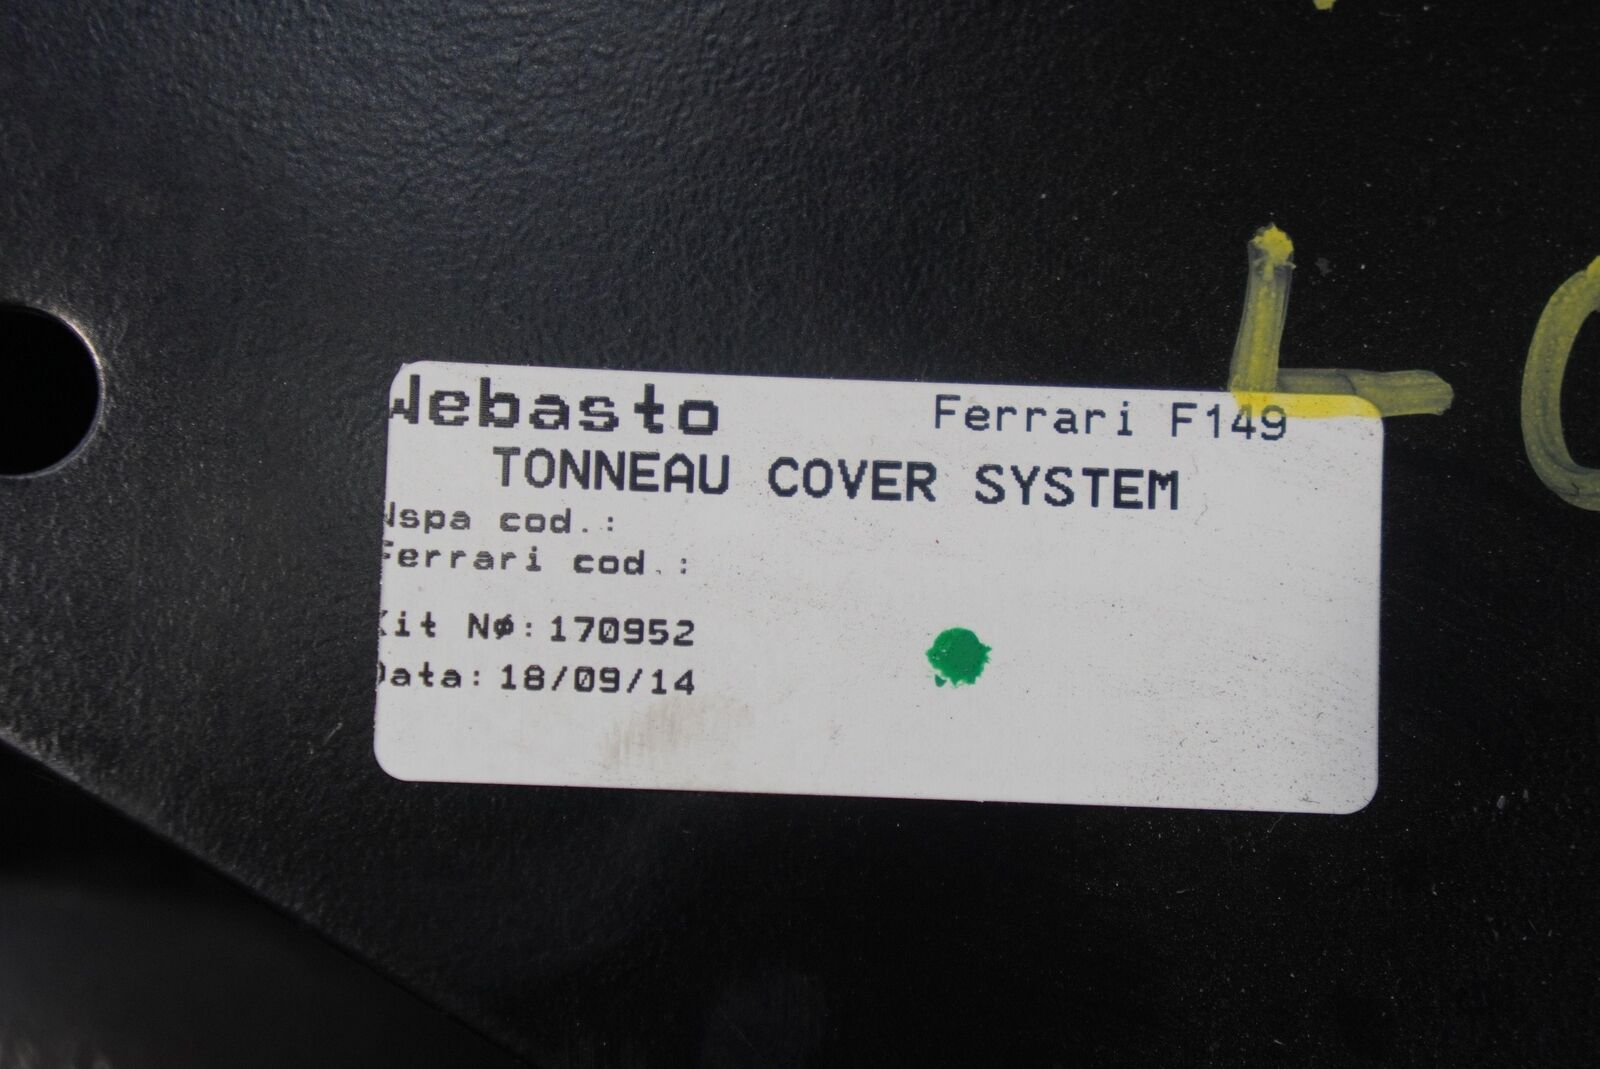 Webasto Ferrari F149
TONNEAU COVER SYSTEM
Wspa cod.:
Ferrari cod.:
Kit Nø: 170952
Data: 18/09/14
L